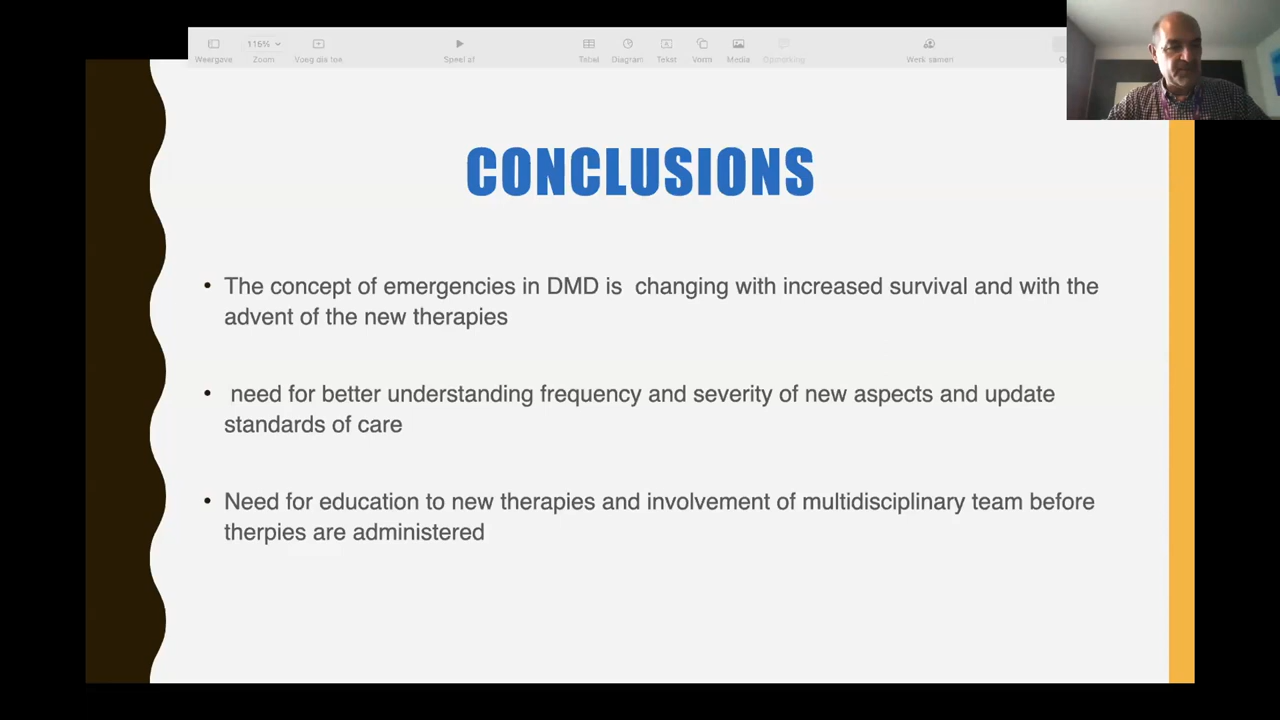 116%
Weergave
Zoom
Voeg dia toe
Speel af
Tabel
Diagram
Tekst
Vorm
Media
Opmerking
Werk samen
CONCLUSIONS
• The concept of emergencies in DMD is changing with increased survival and with the
advent of the new therapies
• need for better understanding frequency and severity of new aspects and update
standards of care
• Need for education to new therapies and involvement of multidisciplinary team before
therpies are administered